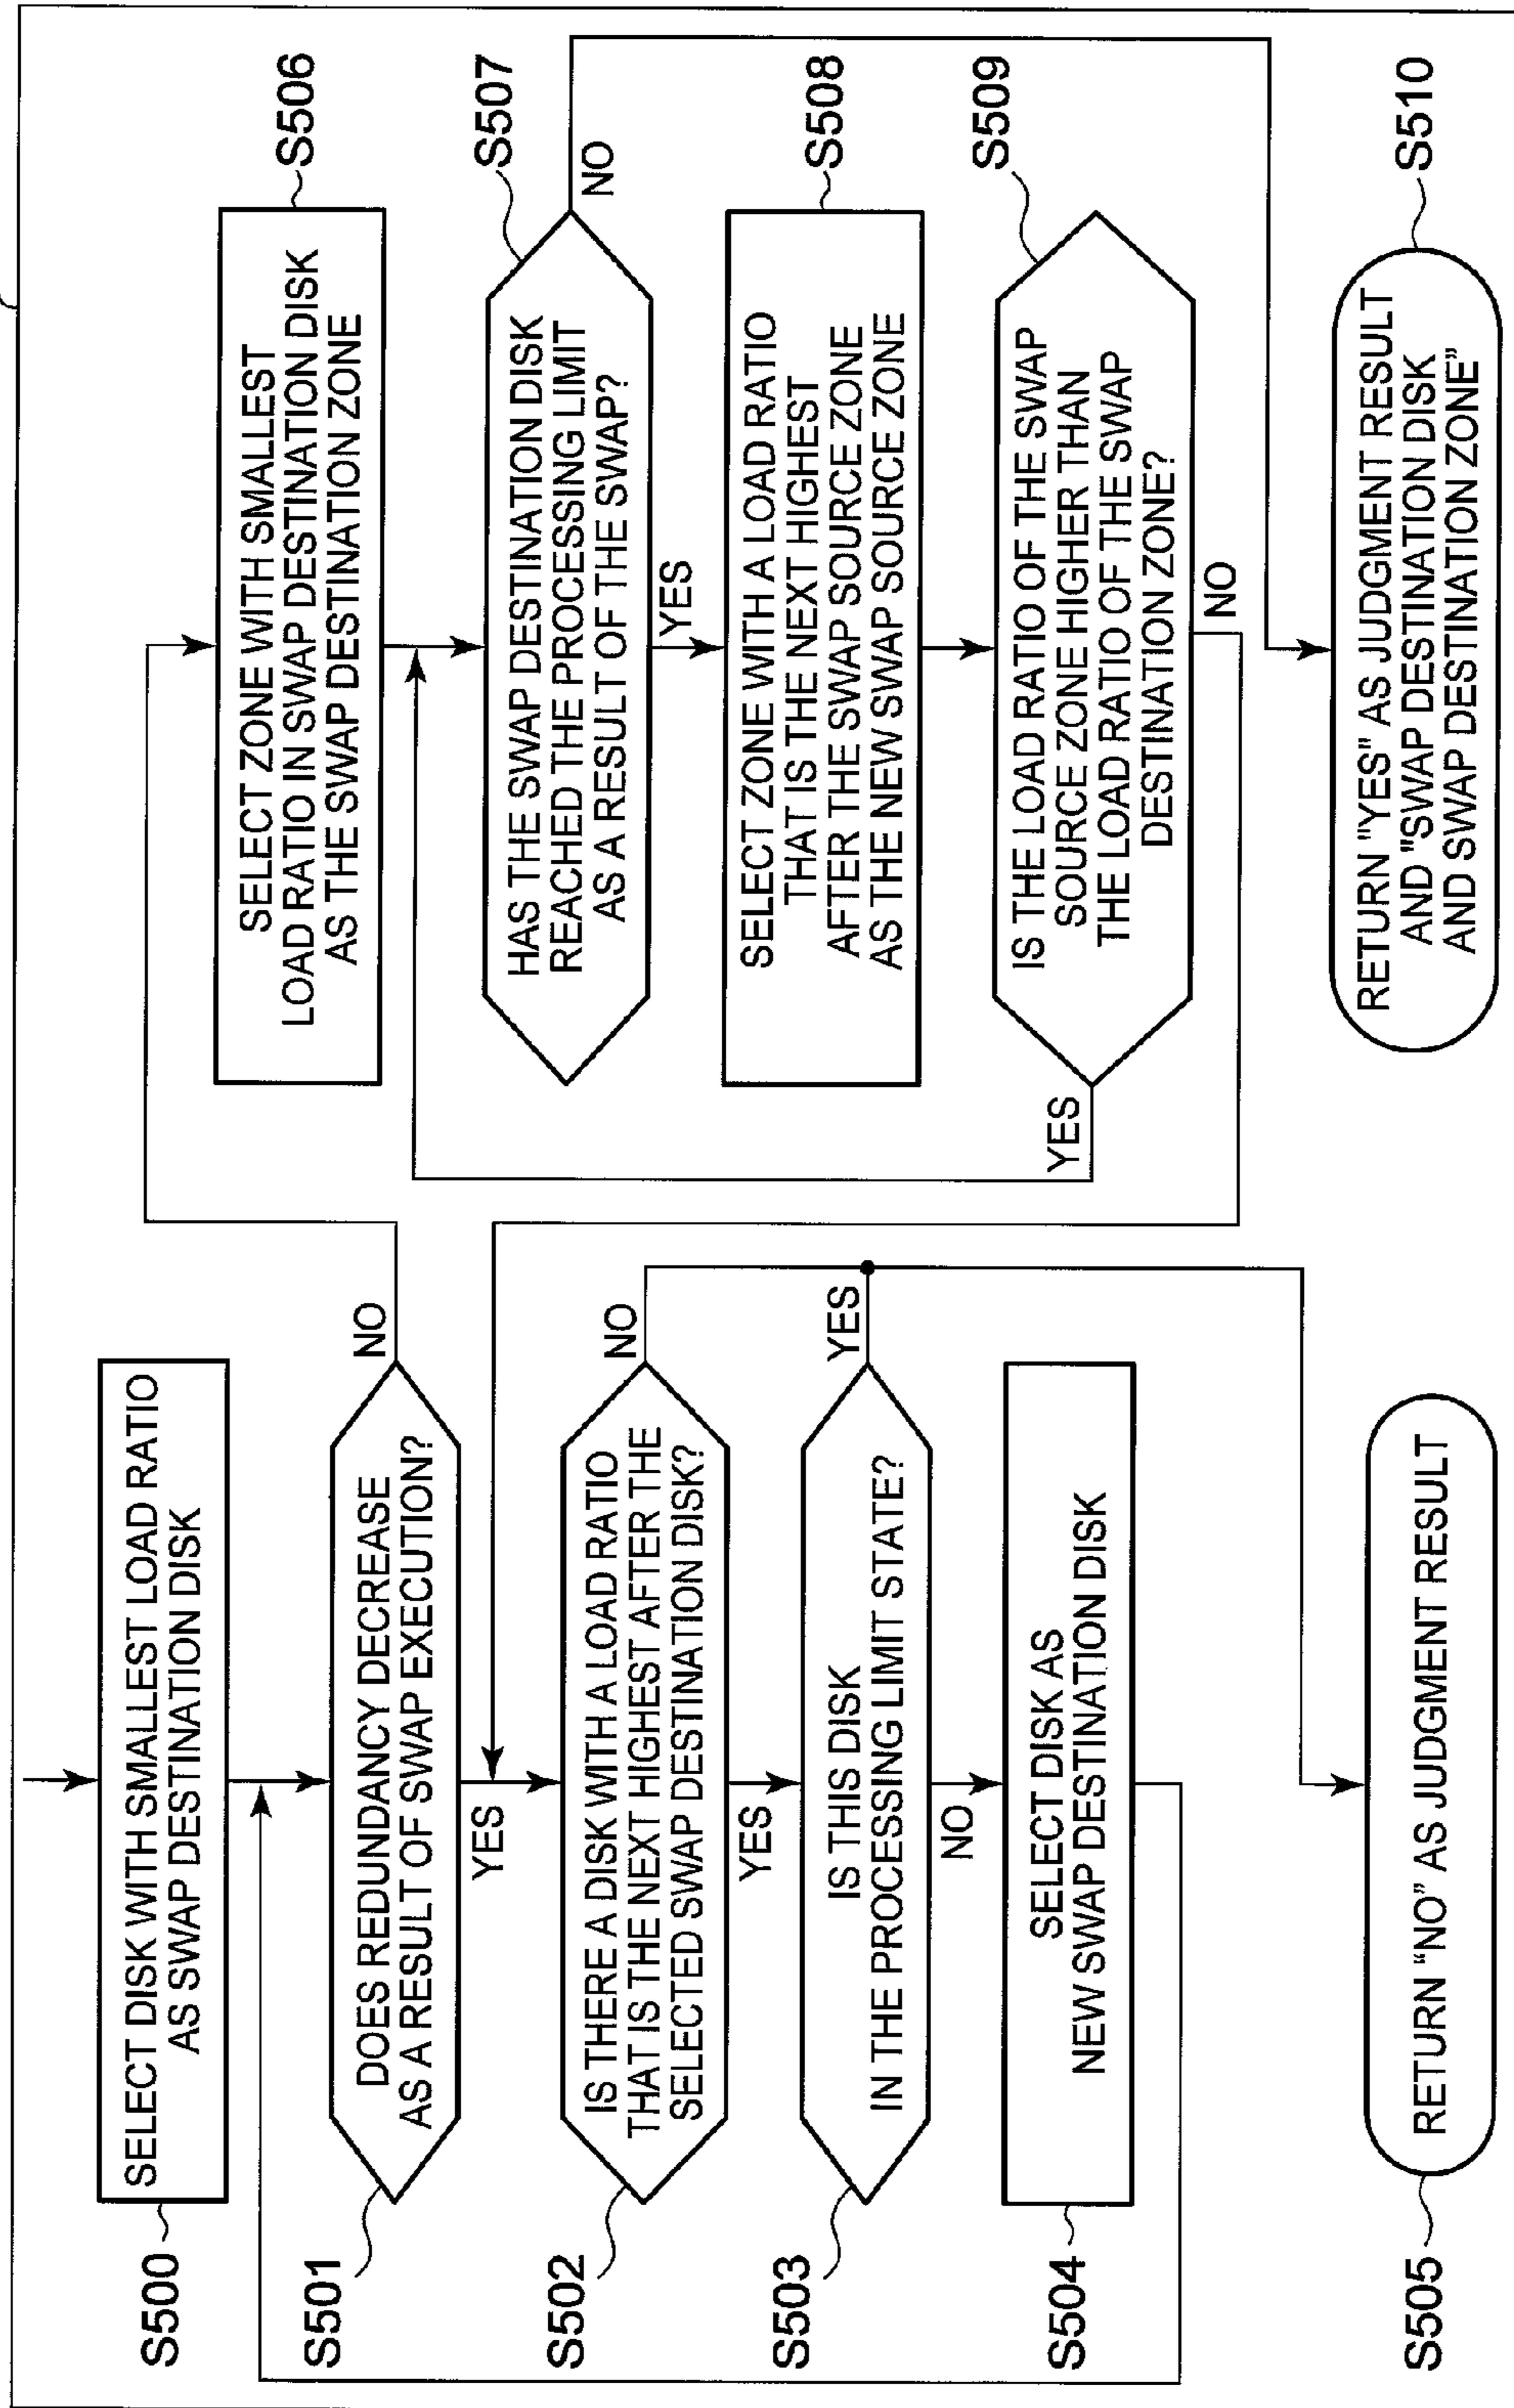 S500
SELECT DISK WITH SMALLEST LOAD RATIO
AS SWAP DESTINATION DISK
S501
DOES REDUNDANCY DECREASE
AS A RESULT OF SWAP EXECUTION?
NO
YES
S502
IS THERE A DISK WITH A LOAD RATIO
THAT IS THE NEXT HIGHEST AFTER THE
SELECTED SWAP DESTINATION DISK?
NO
YES
S503
IS THIS DISK
IN THE PROCESSING LIMIT STATE?
YES
NO
S504
SELECT DISK AS
NEW SWAP DESTINATION DISK
S505
RETURN “NO” AS JUDGMENT RESULT
S506
SELECT ZONE WITH SMALLEST
LOAD RATIO IN SWAP DESTINATION DISK
AS THE SWAP DESTINATION ZONE
S507
HAS THE SWAP DESTINATION DISK
REACHED THE PROCESSING LIMIT
AS A RESULT OF THE SWAP?
NO
YES
S508
SELECT ZONE WITH A LOAD RATIO
THAT IS THE NEXT HIGHEST
AFTER THE SWAP SOURCE ZONE
AS THE NEW SWAP SOURCE ZONE
S509
IS THE LOAD RATIO OF THE SWAP
SOURCE ZONE HIGHER THAN
THE LOAD RATIO OF THE SWAP
DESTINATION ZONE?
YES
NO
S510
RETURN "YES" AS JUDGMENT RESULT
AND "SWAP DESTINATION DISK
AND SWAP DESTINATION ZONE”